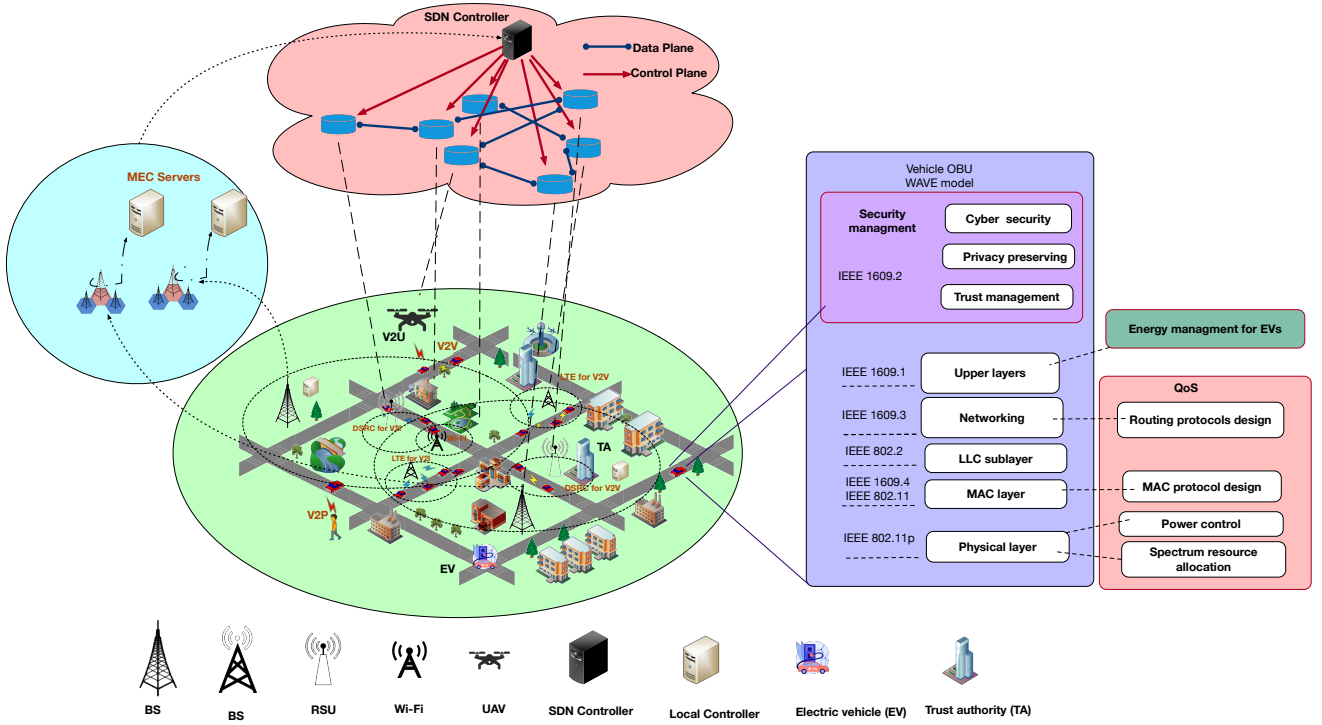 SDN Controller
Data Plane
Control Plane
MEC Servers
Vehicle OBU
WAVE model
Security
managment
IEEE 1609.2
Cyber security
Privacy preserving
Trust management
Energy managment for EVs
IEEE 1609.1
Upper layers
QoS
IEEE 1609.3
Networking
Routing protocols design
IEEE 802.2
LLC sublayer
IEEE 1609.4
IEEE 802.11
MAC layer
MAC protocol design
Power control
IEEE 802.11p
Physical layer
Spectrum resource
allocation
V2U
V2V
LTE for V2V
DSRC for V2I
Wi-Fi
TA
LTE for V2I
DSRC for V2V
V2P
EV
BS
BS
RSU
Wi-Fi
UAV
SDN Controller
Local Controller
Electric vehicle (EV)
Trust authority (TA)